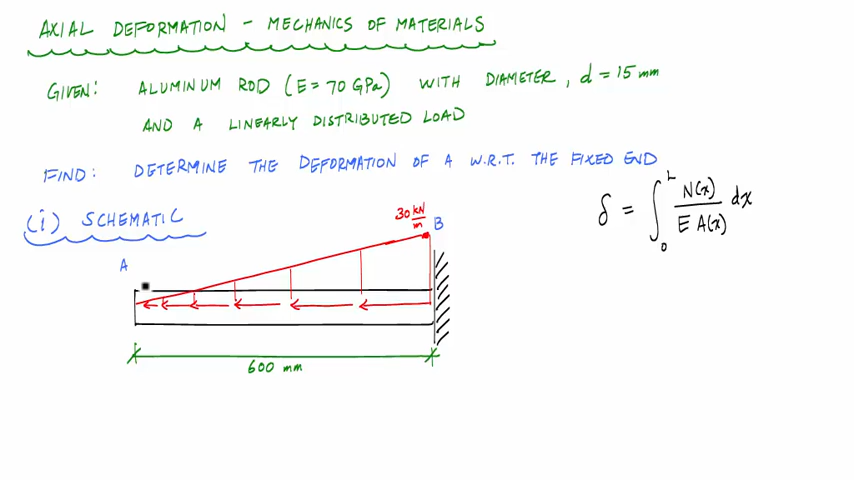 AXIAL DEFORMATION - MECHANICS OF MATERIALS
GIVEN: ALUMINUM ROD (E = 70 GPa) WITH DIAMETER, d = 15 mm
AND A LINEARLY DISTRIBUTED LOAD
FIND: DETERMINE THE DEFORMATION OF A W.R.T. THE FIXED END
(i) SCHEMATIC
δ = ∫₀ᴸ N(x) / E A(x) dx
30 kN/m
B
A
600 mm